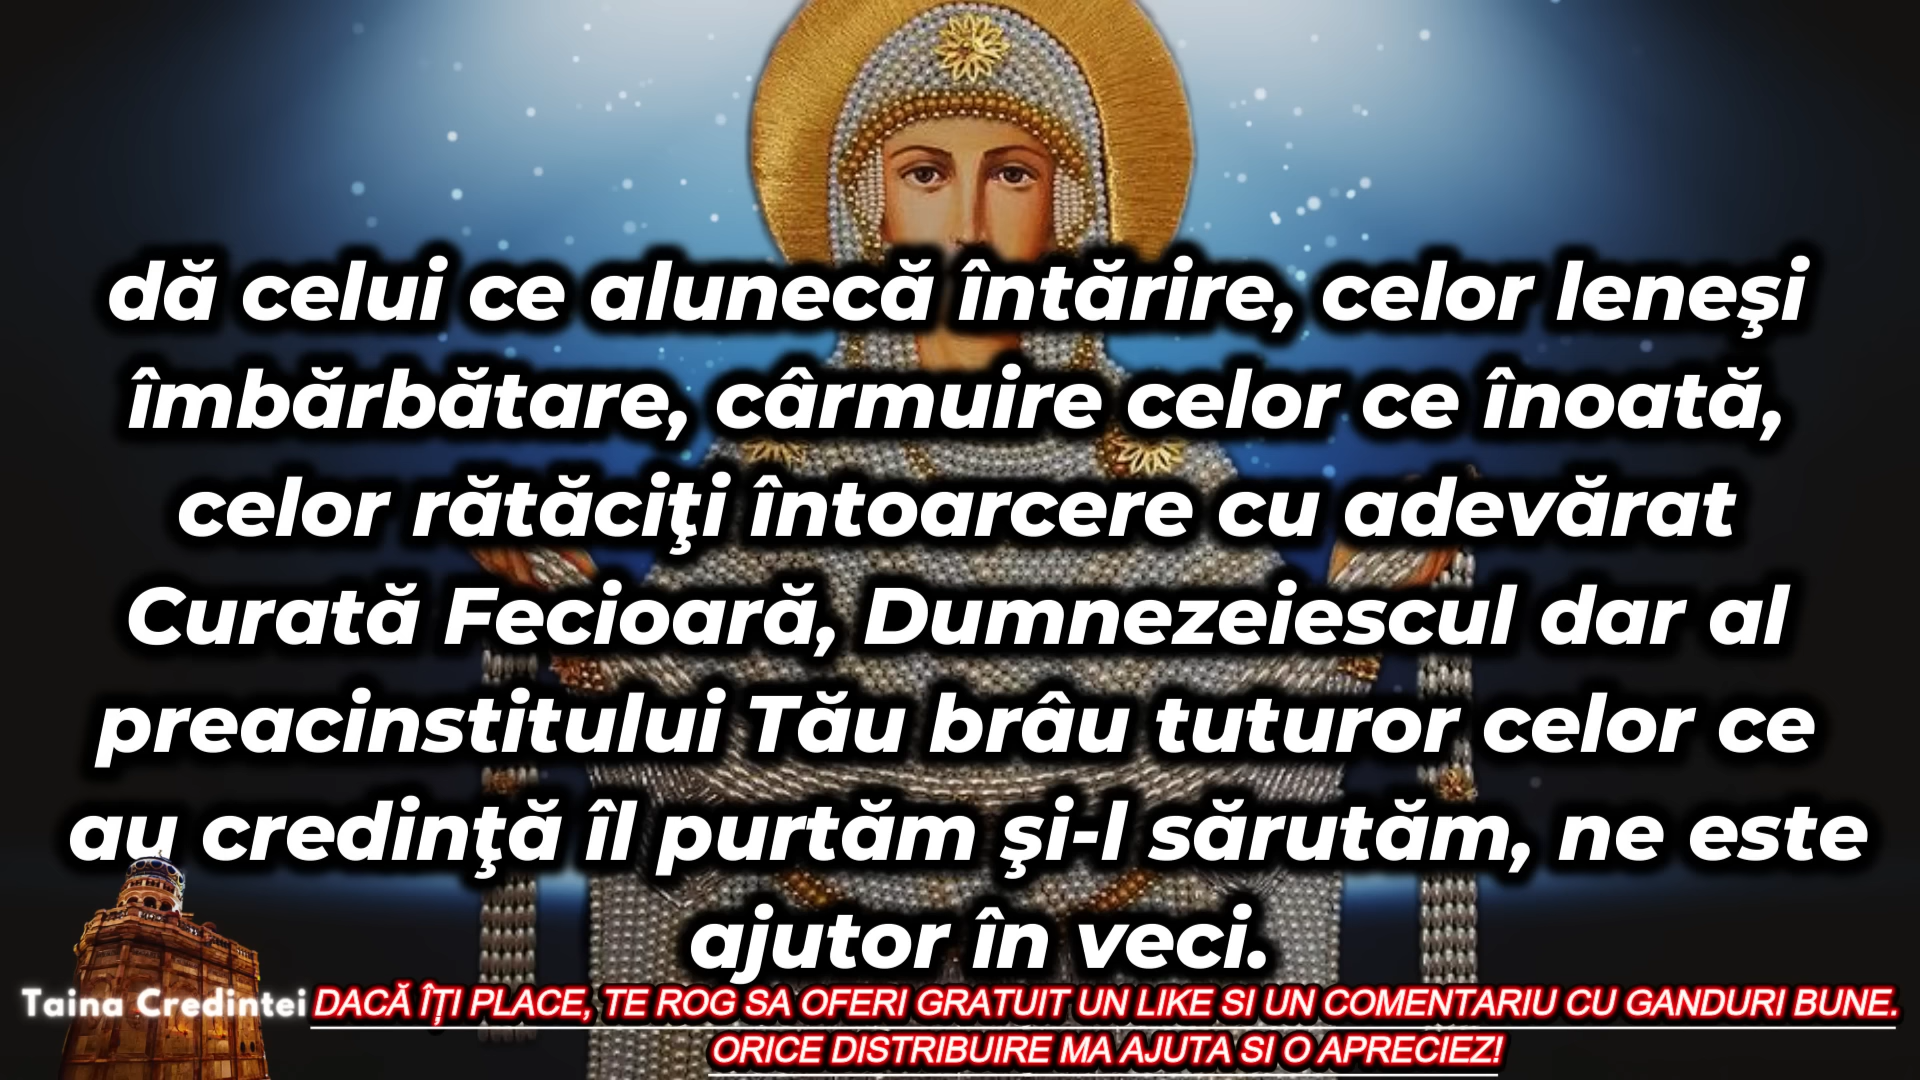 dă celui ce alunecă întărire, celor leneşi
îmbărbătare, cârmuire celor ce înoată,
celor rătăciţi întoarcere cu adevărat
Curată Fecioară, Dumnezeiescul dar al
preacinstitului Tău brâu tuturor celor ce
au credinţă îl purtăm şi-l sărutăm, ne este
ajutor în veci.
Taina Credintei
DACĂ ÎȚI PLACE, TE ROG SA OFERI GRATUIT UN LIKE SI UN COMENTARIU CU GANDURI BUNE.
ORICE DISTRIBUIRE MA AJUTA SI O APRECIEZ!